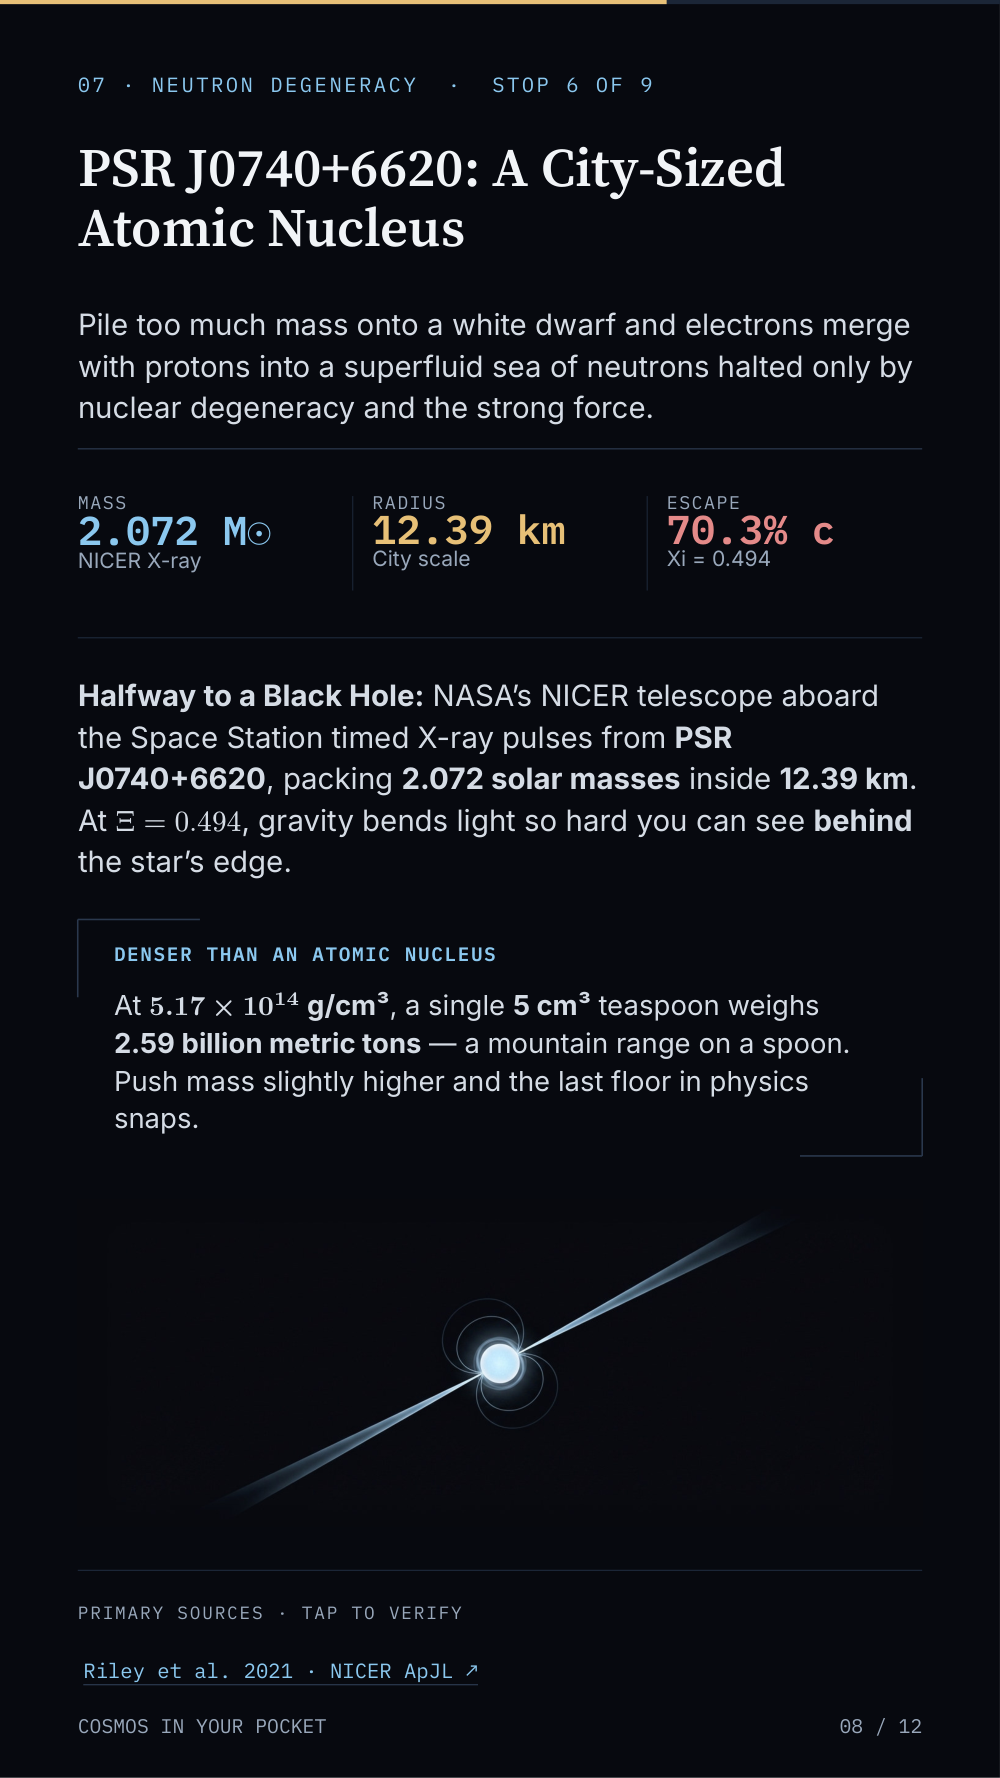 07 · NEUTRON DEGENERACY · STOP 6 OF 9
PSR J0740+6620: A City-Sized
Atomic Nucleus
Pile too much mass onto a white dwarf and electrons merge
with protons into a superfluid sea of neutrons halted only by
nuclear degeneracy and the strong force.
MASS
2.072 M☉
NICER X-ray
RADIUS
12.39 km
City scale
ESCAPE
70.3% c
Xi = 0.494
Halfway to a Black Hole: NASA’s NICER telescope aboard
the Space Station timed X-ray pulses from PSR
J0740+6620, packing 2.072 solar masses inside 12.39 km.
At Ξ = 0.494, gravity bends light so hard you can see behind
the star’s edge.
DENSER THAN AN ATOMIC NUCLEUS
At 5.17 × 10¹⁴ g/cm³, a single 5 cm³ teaspoon weighs
2.59 billion metric tons — a mountain range on a spoon.
Push mass slightly higher and the last floor in physics
snaps.
PRIMARY SOURCES · TAP TO VERIFY
Riley et al. 2021 · NICER ApJL ↗
COSMOS IN YOUR POCKET
08 / 12